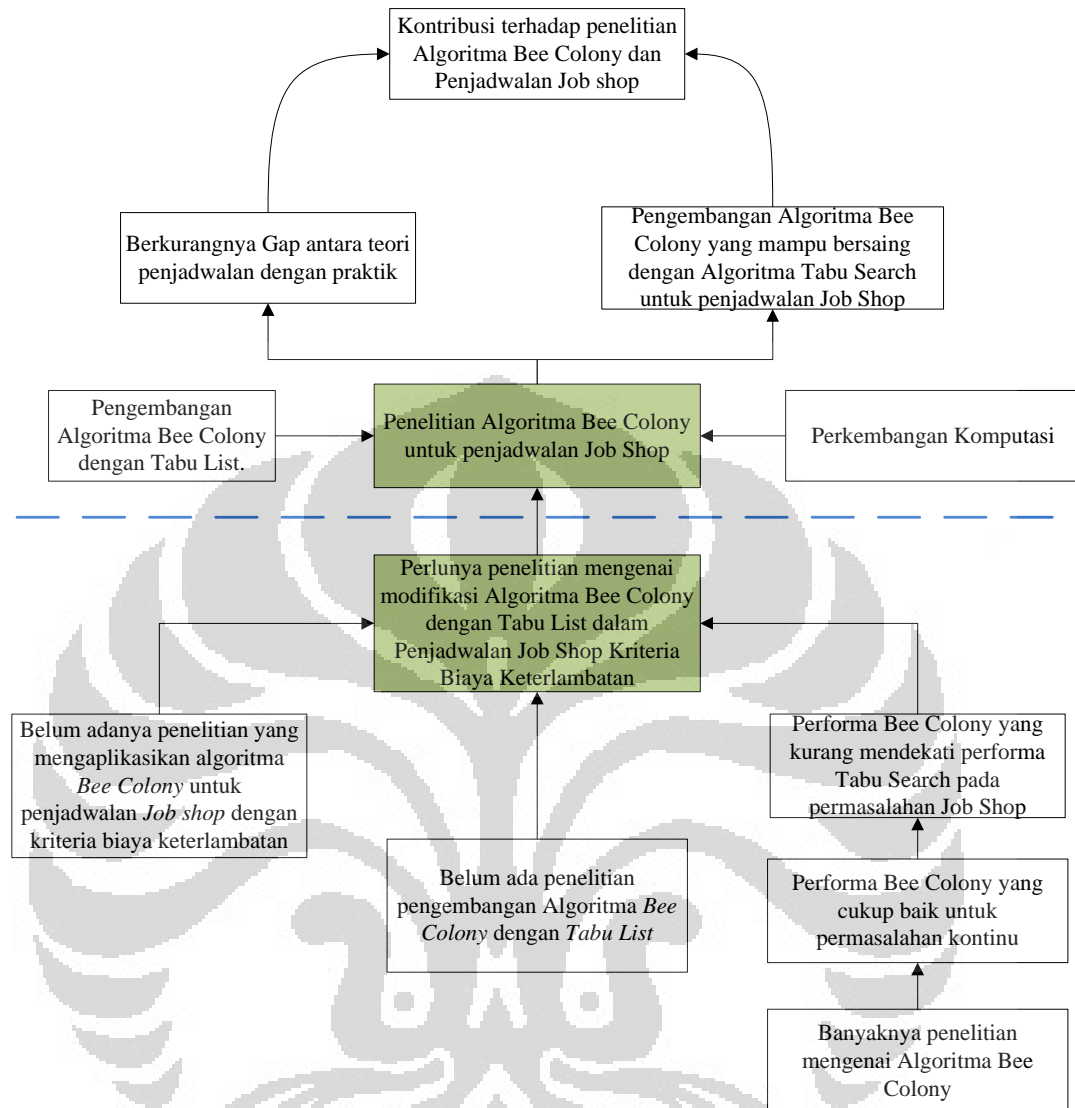 Kontribusi terhadap penelitian
Algoritma Bee Colony dan
Penjadwalan Job shop
Berkurangnya Gap antara teori
penjadwalan dengan praktik
Pengembangan Algoritma Bee
Colony yang mampu bersaing
dengan Algoritma Tabu Search
untuk penjadwalan Job Shop
Pengembangan
Algoritma Bee Colony
dengan Tabu List.
Penelitian Algoritma Bee Colony
untuk penjadwalan Job Shop
Perkembangan Komputasi
Perlunya penelitian mengenai
modifikasi Algoritma Bee Colony
dengan Tabu List dalam
Penjadwalan Job Shop Kriteria
Biaya Keterlambatan
Belum adanya penelitian yang
mengaplikasikan algoritma
Bee Colony untuk
penjadwalan Job shop dengan
kriteria biaya keterlambatan
Belum ada penelitian
pengembangan Algoritma Bee
Colony dengan Tabu List
Performa Bee Colony yang
kurang mendekati performa
Tabu Search pada
permasalahan Job Shop
Performa Bee Colony yang
cukup baik untuk
permasalahan kontinu
Banyaknya penelitian
mengenai Algoritma Bee
Colony